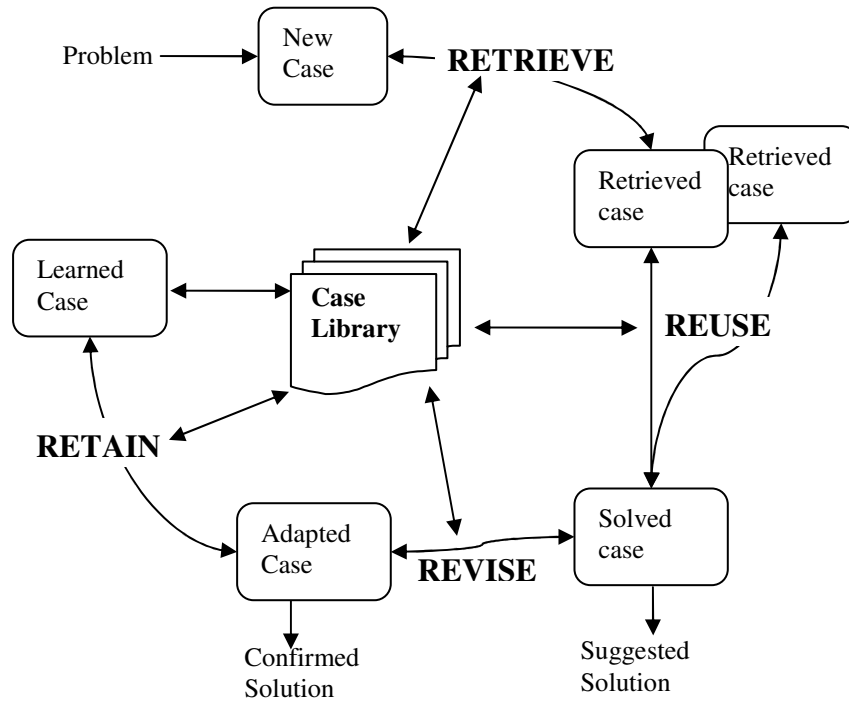 Problem
New
Case
RETRIEVE
Retrieved
case
Retrieved
case
Learned
Case
Case
Library
REUSE
RETAIN
Adapted
Case
REVISE
Solved
case
Confirmed
Solution
Suggested
Solution